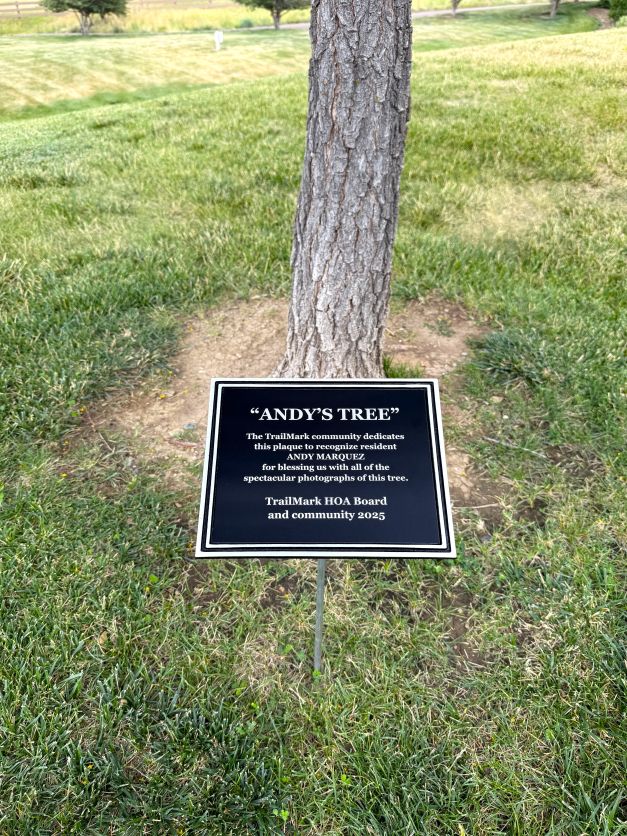 “ANDY’S TREE”
The TrailMark community dedicates
this plaque to recognize resident
ANDY MARQUEZ
for blessing us with all of the
spectacular photographs of this tree.
TrailMark HOA Board
and community 2025